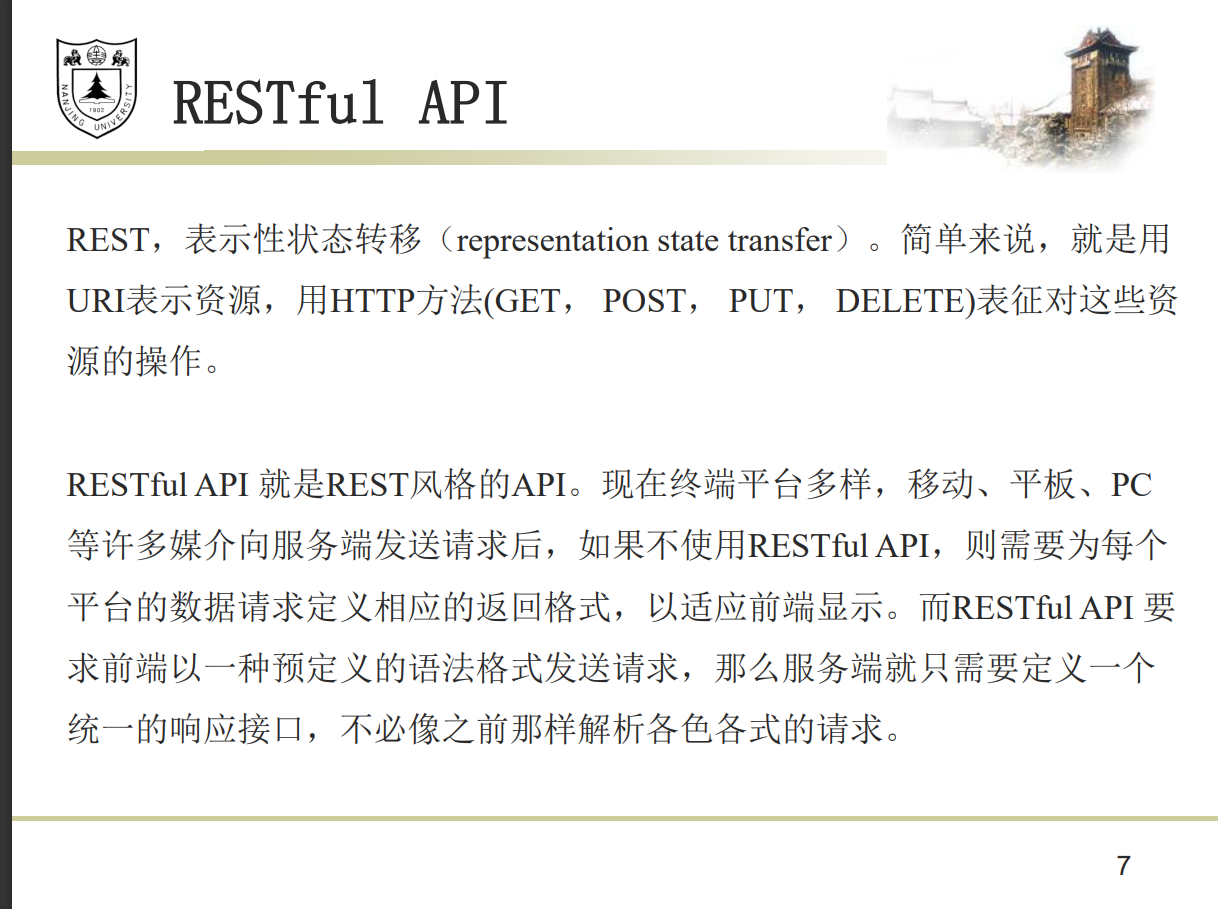 NANJING UNIVERSITY
1902
RESTful API
REST，表示性状态转移（representation state transfer）。简单来说，就是用
URI表示资源，用HTTP方法(GET， POST， PUT， DELETE)表征对这些资
源的操作。
RESTful API 就是REST风格的API。现在终端平台多样，移动、平板、PC
等许多媒介向服务端发送请求后，如果不使用RESTful API，则需要为每个
平台的数据请求定义相应的返回格式，以适应前端显示。而RESTful API 要
求前端以一种预定义的语法格式发送请求，那么服务端就只需要定义一个
统一的响应接口，不必像之前那样解析各色各式的请求。
7